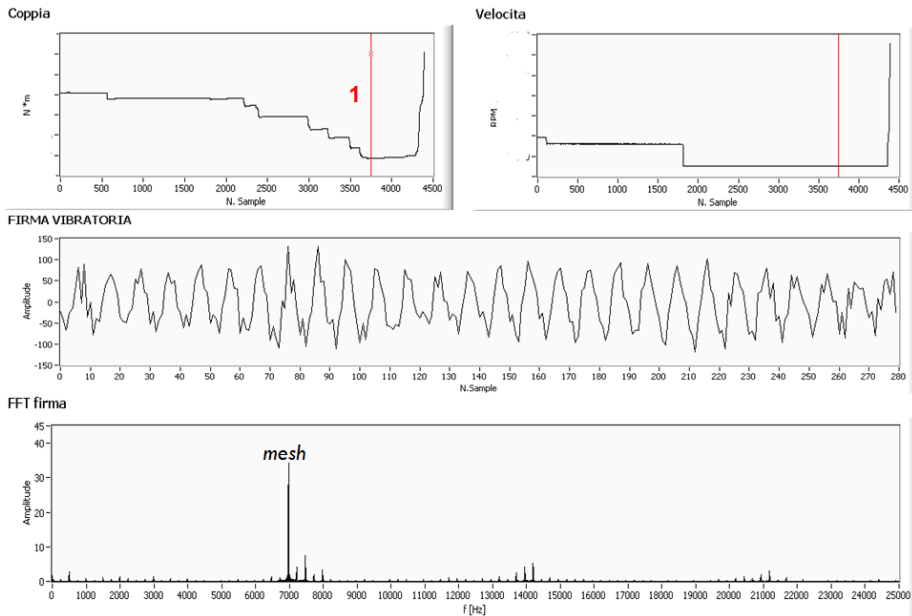 Coppia
Velocita
N *m
1
0 500 1000 1500 2000 2500 3000 3500 4000 4500
N. Sample
RPM
0 500 1000 1500 2000 2500 3000 3500 4000 4500
N. Sample
FIRMA VIBRATORIA
Amplitude
150
100
50
0
-50
-100
-150
0 10 20 30 40 50 60 70 80 90 100 110 120 130 140 150 160 170 180 190 200 210 220 230 240 250 260 270 280
N.Sample
FFT firma
Amplitude
45
40
30
20
10
0
mesh
0 1000 2000 3000 4000 5000 6000 7000 8000 9000 10000 11000 12000 13000 14000 15000 16000 17000 18000 19000 20000 21000 22000 23000 25000
f [Hz]